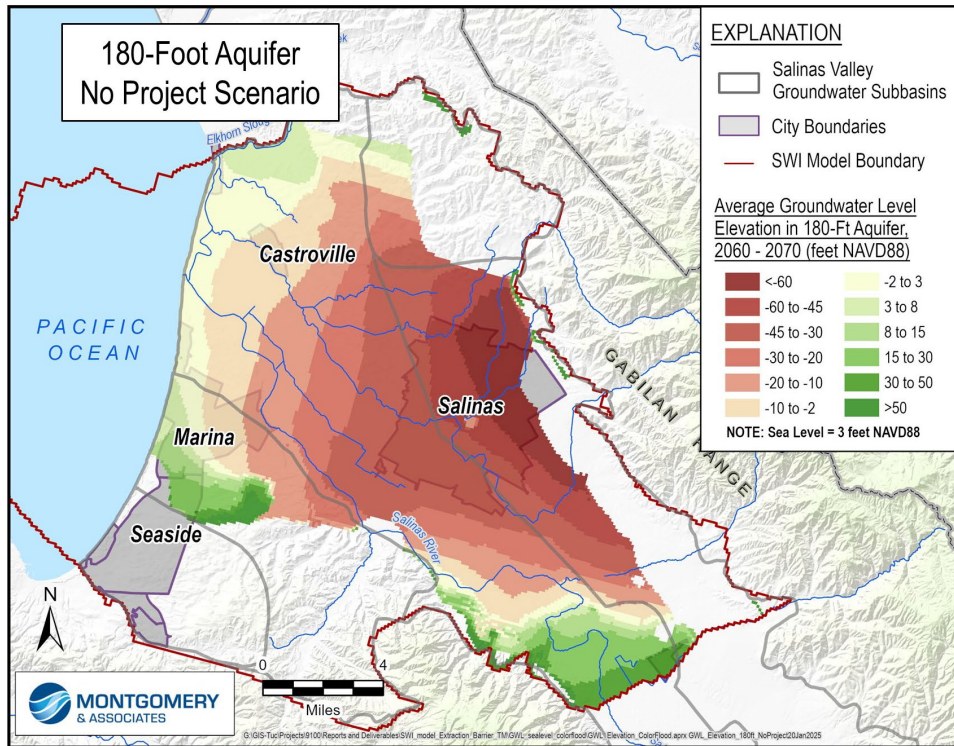 180-Foot Aquifer
No Project Scenario
EXPLANATION
Salinas Valley
Groundwater Subbasins
City Boundaries
SWI Model Boundary
Average Groundwater Level
Elevation in 180-Ft Aquifer,
2060 - 2070 (feet NAVD88)
<-60
-60 to -45
-45 to -30
-30 to -20
-20 to -10
-10 to -2
-2 to 3
3 to 8
8 to 15
15 to 30
30 to 50
>50
NOTE: Sea Level = 3 feet NAVD88
Elkhorn Sloug
Castroville
PACIFIC
OCEAN
GABILAN RANGE
Salinas
Marina
Seaside
Salinas River
N
0 4
Miles
MONTGOMERY
& ASSOCIATES